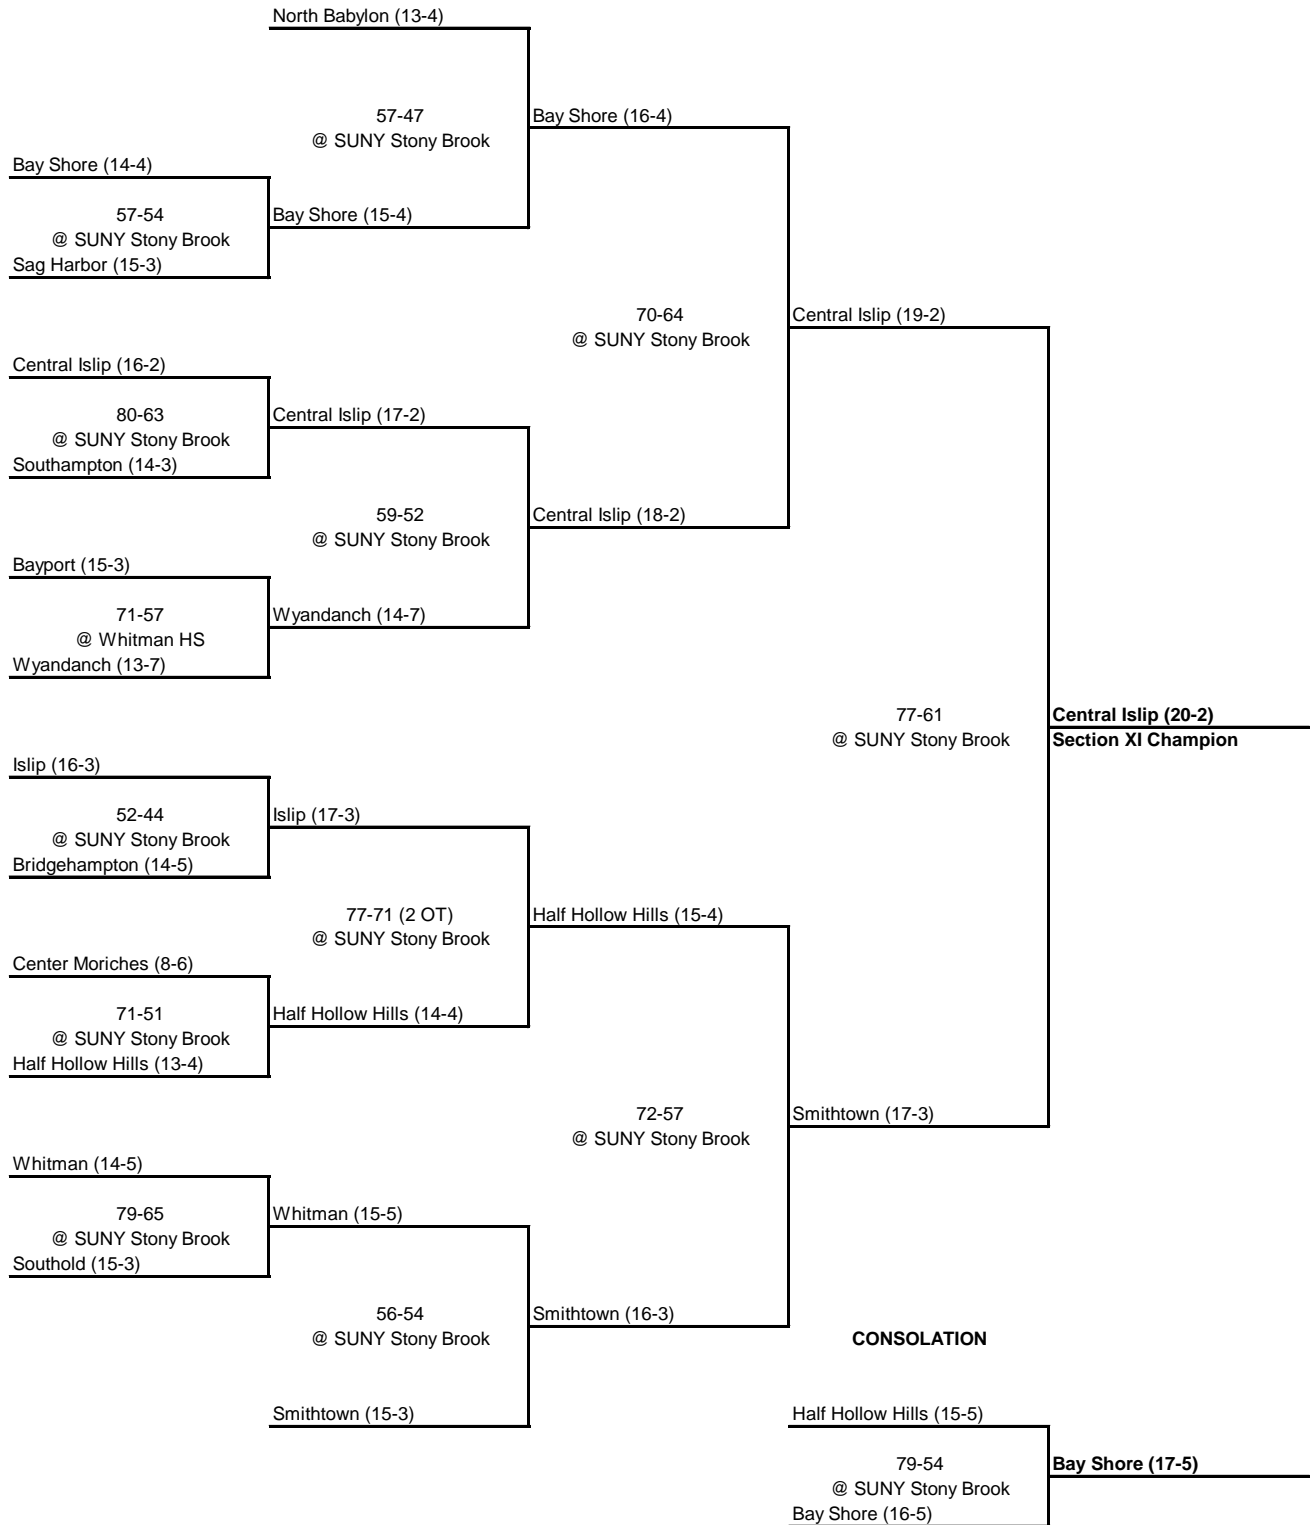 North Babylon (13-4)
57-47
@ SUNY Stony Brook
Bay Shore (16-4)
Bay Shore (14-4)
57-54
@ SUNY Stony Brook
Bay Shore (15-4)
Sag Harbor (15-3)
70-64
@ SUNY Stony Brook
Central Islip (19-2)
Central Islip (16-2)
80-63
@ SUNY Stony Brook
Central Islip (17-2)
Southampton (14-3)
59-52
@ SUNY Stony Brook
Central Islip (18-2)
Bayport (15-3)
71-57
@ Whitman HS
Wyandanch (14-7)
Wyandanch (13-7)
77-61
@ SUNY Stony Brook
Central Islip (20-2)
Section XI Champion
Islip (16-3)
52-44
@ SUNY Stony Brook
Islip (17-3)
Bridgehampton (14-5)
77-71 (2 OT)
@ SUNY Stony Brook
Half Hollow Hills (15-4)
Center Moriches (8-6)
71-51
@ SUNY Stony Brook
Half Hollow Hills (14-4)
Half Hollow Hills (13-4)
72-57
@ SUNY Stony Brook
Smithtown (17-3)
Whitman (14-5)
79-65
@ SUNY Stony Brook
Whitman (15-5)
Southold (15-3)
56-54
@ SUNY Stony Brook
Smithtown (16-3)
CONSOLATION
Smithtown (15-3)
Half Hollow Hills (15-5)
79-54
@ SUNY Stony Brook
Bay Shore (17-5)
Bay Shore (16-5)